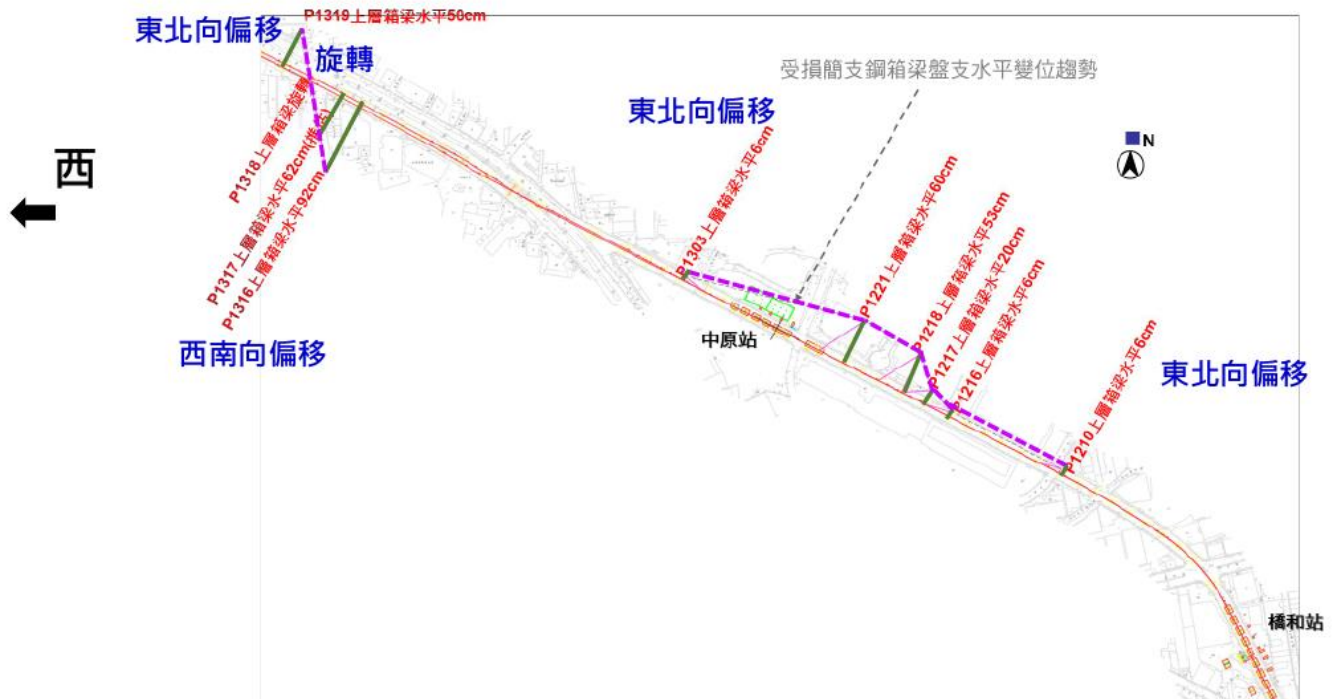 P1319上層箱梁水平50cm
東北向偏移
旋轉
受損簡支鋼箱梁盤支水平變位趨勢
東北向偏移
N
西
P1318上層箱梁旋轉
P1317上層箱梁水平62cm(推估)
P1316上層箱梁水平92cm
西南向偏移
P1303上層箱梁水平6cm
中原站
P1221上層箱梁水平60cm
P1218上層箱梁水平53cm
P1217上層箱梁水平20cm
P1216上層箱梁水平6cm
P1210上層箱梁水平6cm
東北向偏移
橋和站